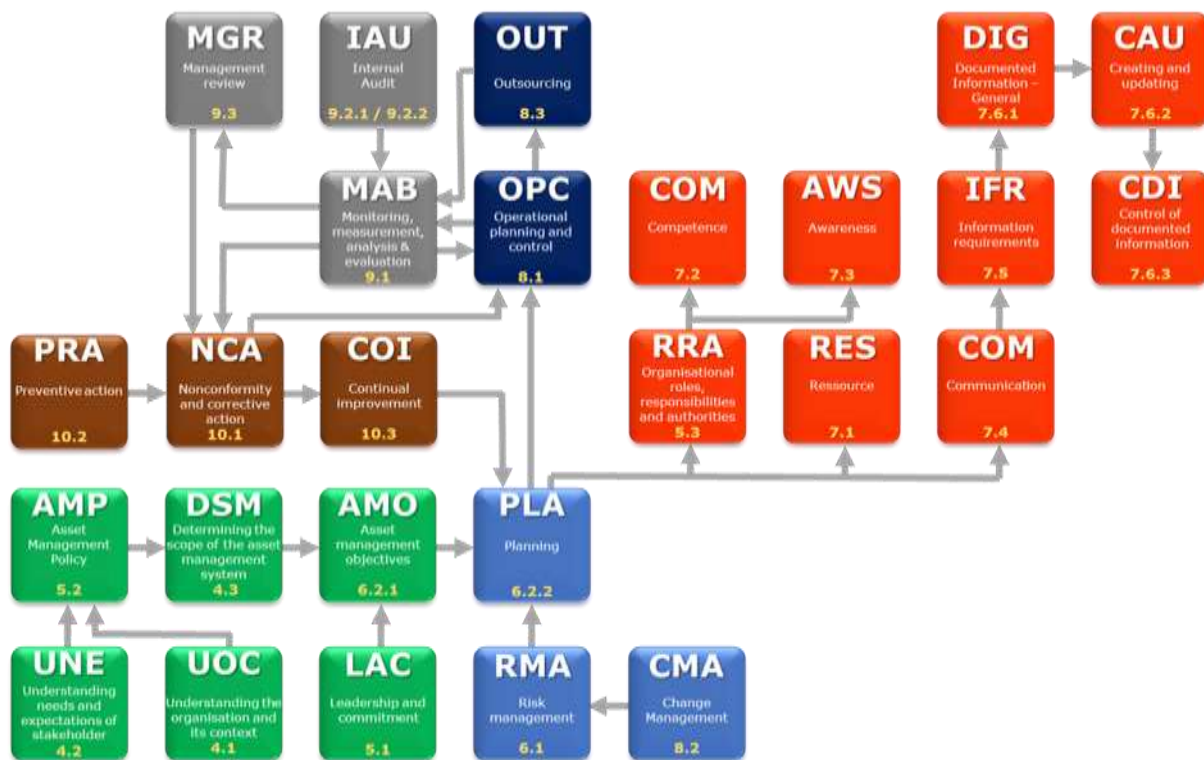 MGR
Management
review
9.3
IAU
Internal
Audit
9.2.1 / 9.2.2
OUT
Outsourcing
8.3
DIG
Documented
Information –
General
7.6.1
CAU
Creating and
updating
7.6.2
MAB
Monitoring,
measurement,
analysis &
evaluation
9.1
OPC
Operational
planning and
control
8.1
COM
Competence
7.2
AWS
Awareness
7.3
IFR
Information
requirements
7.5
CDI
Control of
documented
information
7.6.3
PRA
Preventive action
10.2
NCA
Nonconformity
and corrective
action
10.1
COI
Continual
improvement
10.3
RRA
Organisational
roles,
responsibilities
and authorities
5.3
RES
Ressource
7.1
COM
Communication
7.4
AMP
Asset
Management
Policy
5.2
DSM
Determining the
scope of the asset
management
system
4.3
AMO
Asset
management
objectives
6.2.1
PLA
Planning
6.2.2
UNE
Understanding
needs and
expectations of
stakeholder
4.2
UOC
Understanding the
organisation and
its context
4.1
LAC
Leadership and
commitment
5.1
RMA
Risk
management
6.1
CMA
Change
Management
8.2